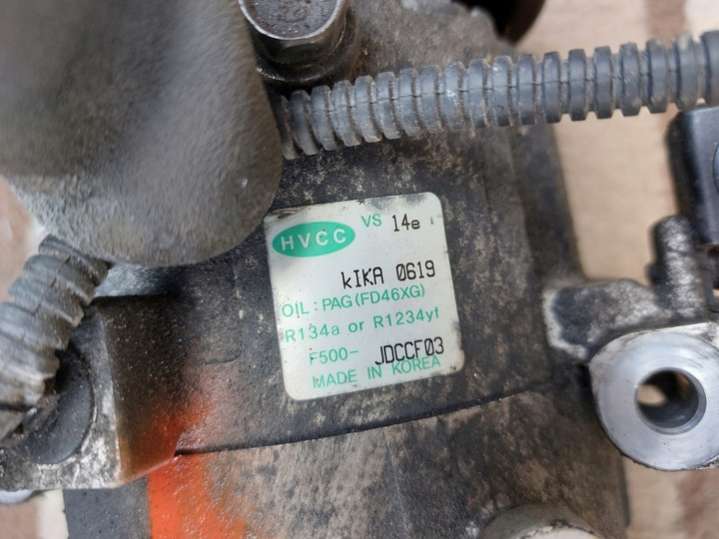 HVCC VS 14e
kIKA 0619
OIL : PAG(FD46XG)
R134a or R1234yf
F500- JDCCF03
MADE IN KOREA